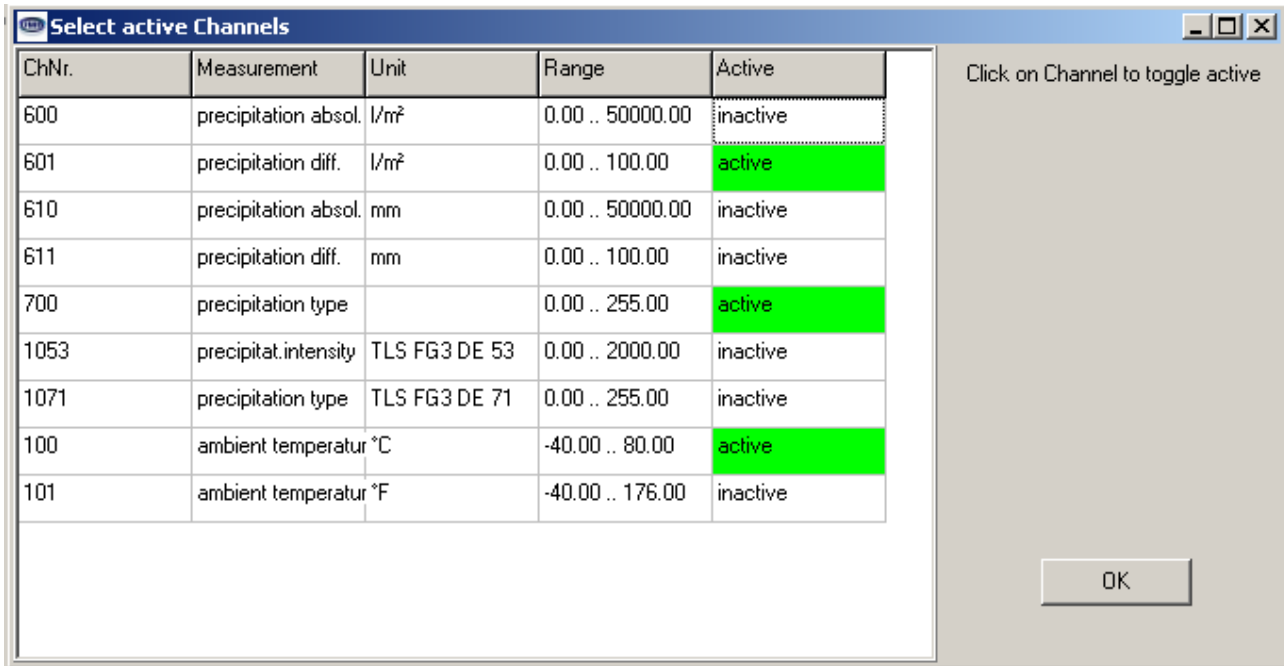 Select active Channels
ChNr. Measurement Unit Range Active
Click on Channel to toggle active
600 precipitation absol. l/m² 0.00 .. 50000.00 inactive
601 precipitation diff. l/m² 0.00 .. 100.00 active
610 precipitation absol. mm 0.00 .. 50000.00 inactive
611 precipitation diff. mm 0.00 .. 100.00 inactive
700 precipitation type 0.00 .. 255.00 active
1053 precipitat.intensity TLS FG3 DE 53 0.00 .. 2000.00 inactive
1071 precipitation type TLS FG3 DE 71 0.00 .. 255.00 inactive
100 ambient temperatur °C -40.00 .. 80.00 active
101 ambient temperatur °F -40.00 .. 176.00 inactive
OK